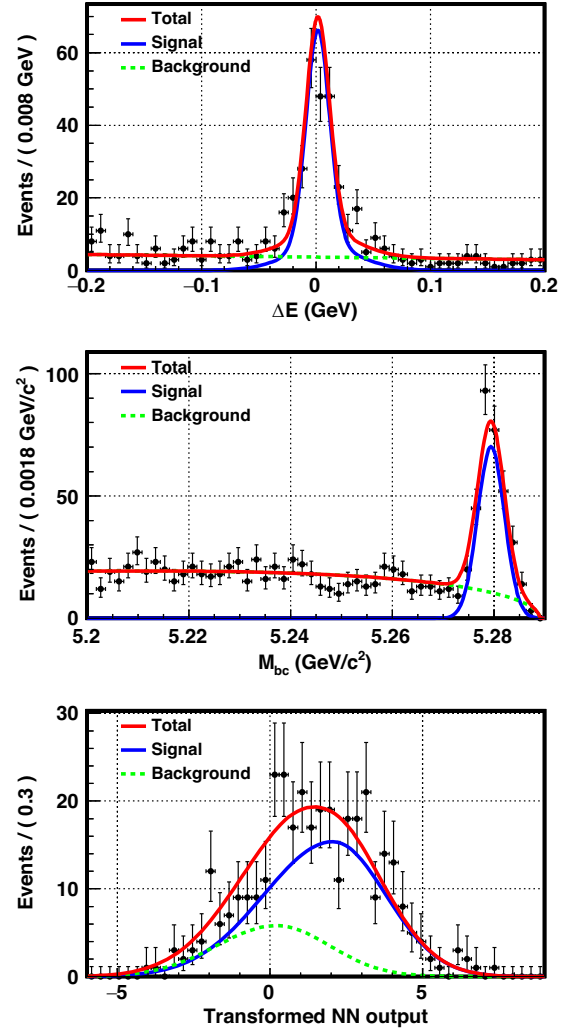 Events / ( 0.008 GeV )
60
40
20
0
Total
Signal
Background
−0.2
−0.1
0
0.1
0.2
ΔE (GeV)
Events / ( 0.0018 GeV/c²)
100
50
0
Total
Signal
Background
5.2
5.22
5.24
5.26
5.28
M_bc (GeV/c²)
Events / ( 0.3 )
30
20
10
0
Total
Signal
Background
−5
0
5
Transformed NN output